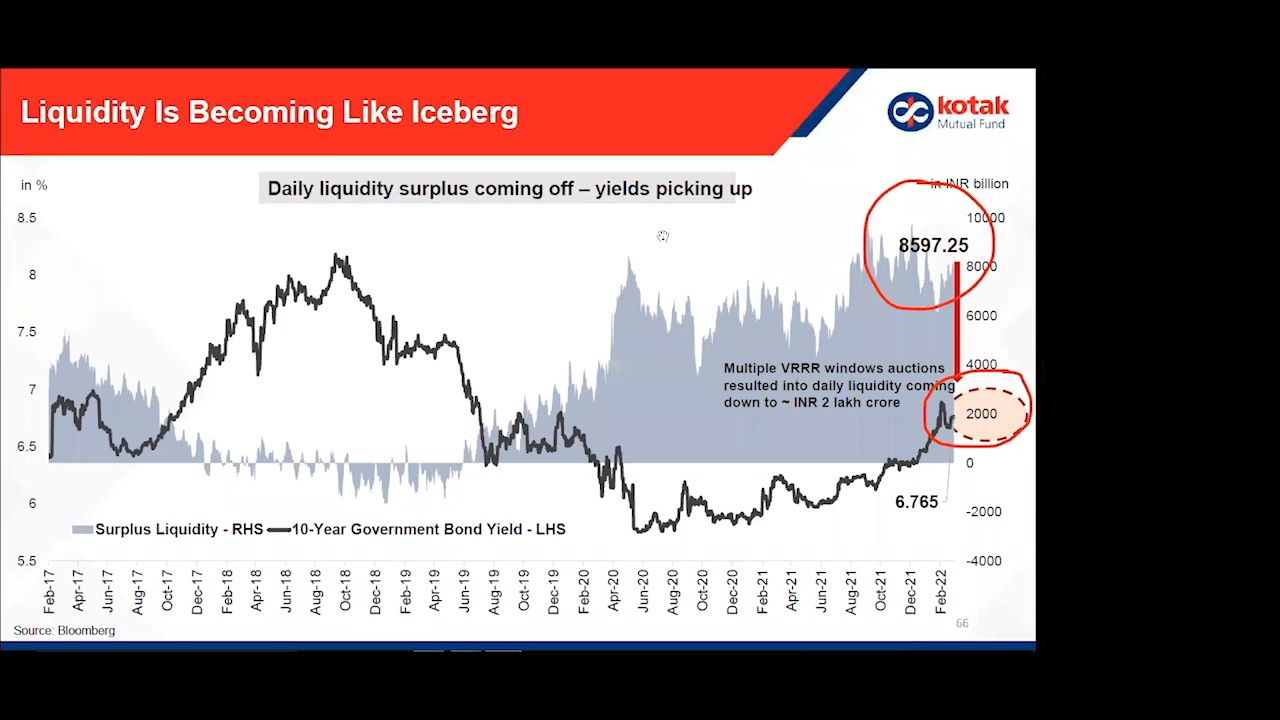 Liquidity Is Becoming Like Iceberg
kotak
Mutual Fund
in %
Daily liquidity surplus coming off – yields picking up
in INR billion
8.5
8
7.5
7
6.5
6
5.5
10000
8000
6000
4000
2000
0
-2000
-4000
8597.25
Multiple VRRR windows auctions
resulted into daily liquidity coming
down to ~ INR 2 lakh crore
6.765
Surplus Liquidity - RHS
10-Year Government Bond Yield - LHS
Feb-17
Apr-17
Jun-17
Aug-17
Oct-17
Dec-17
Feb-18
Apr-18
Jun-18
Aug-18
Oct-18
Dec-18
Feb-19
Apr-19
Jun-19
Aug-19
Oct-19
Dec-19
Feb-20
Apr-20
Jun-20
Aug-20
Oct-20
Dec-20
Feb-21
Apr-21
Jun-21
Aug-21
Oct-21
Dec-21
Feb-22
Source: Bloomberg
66